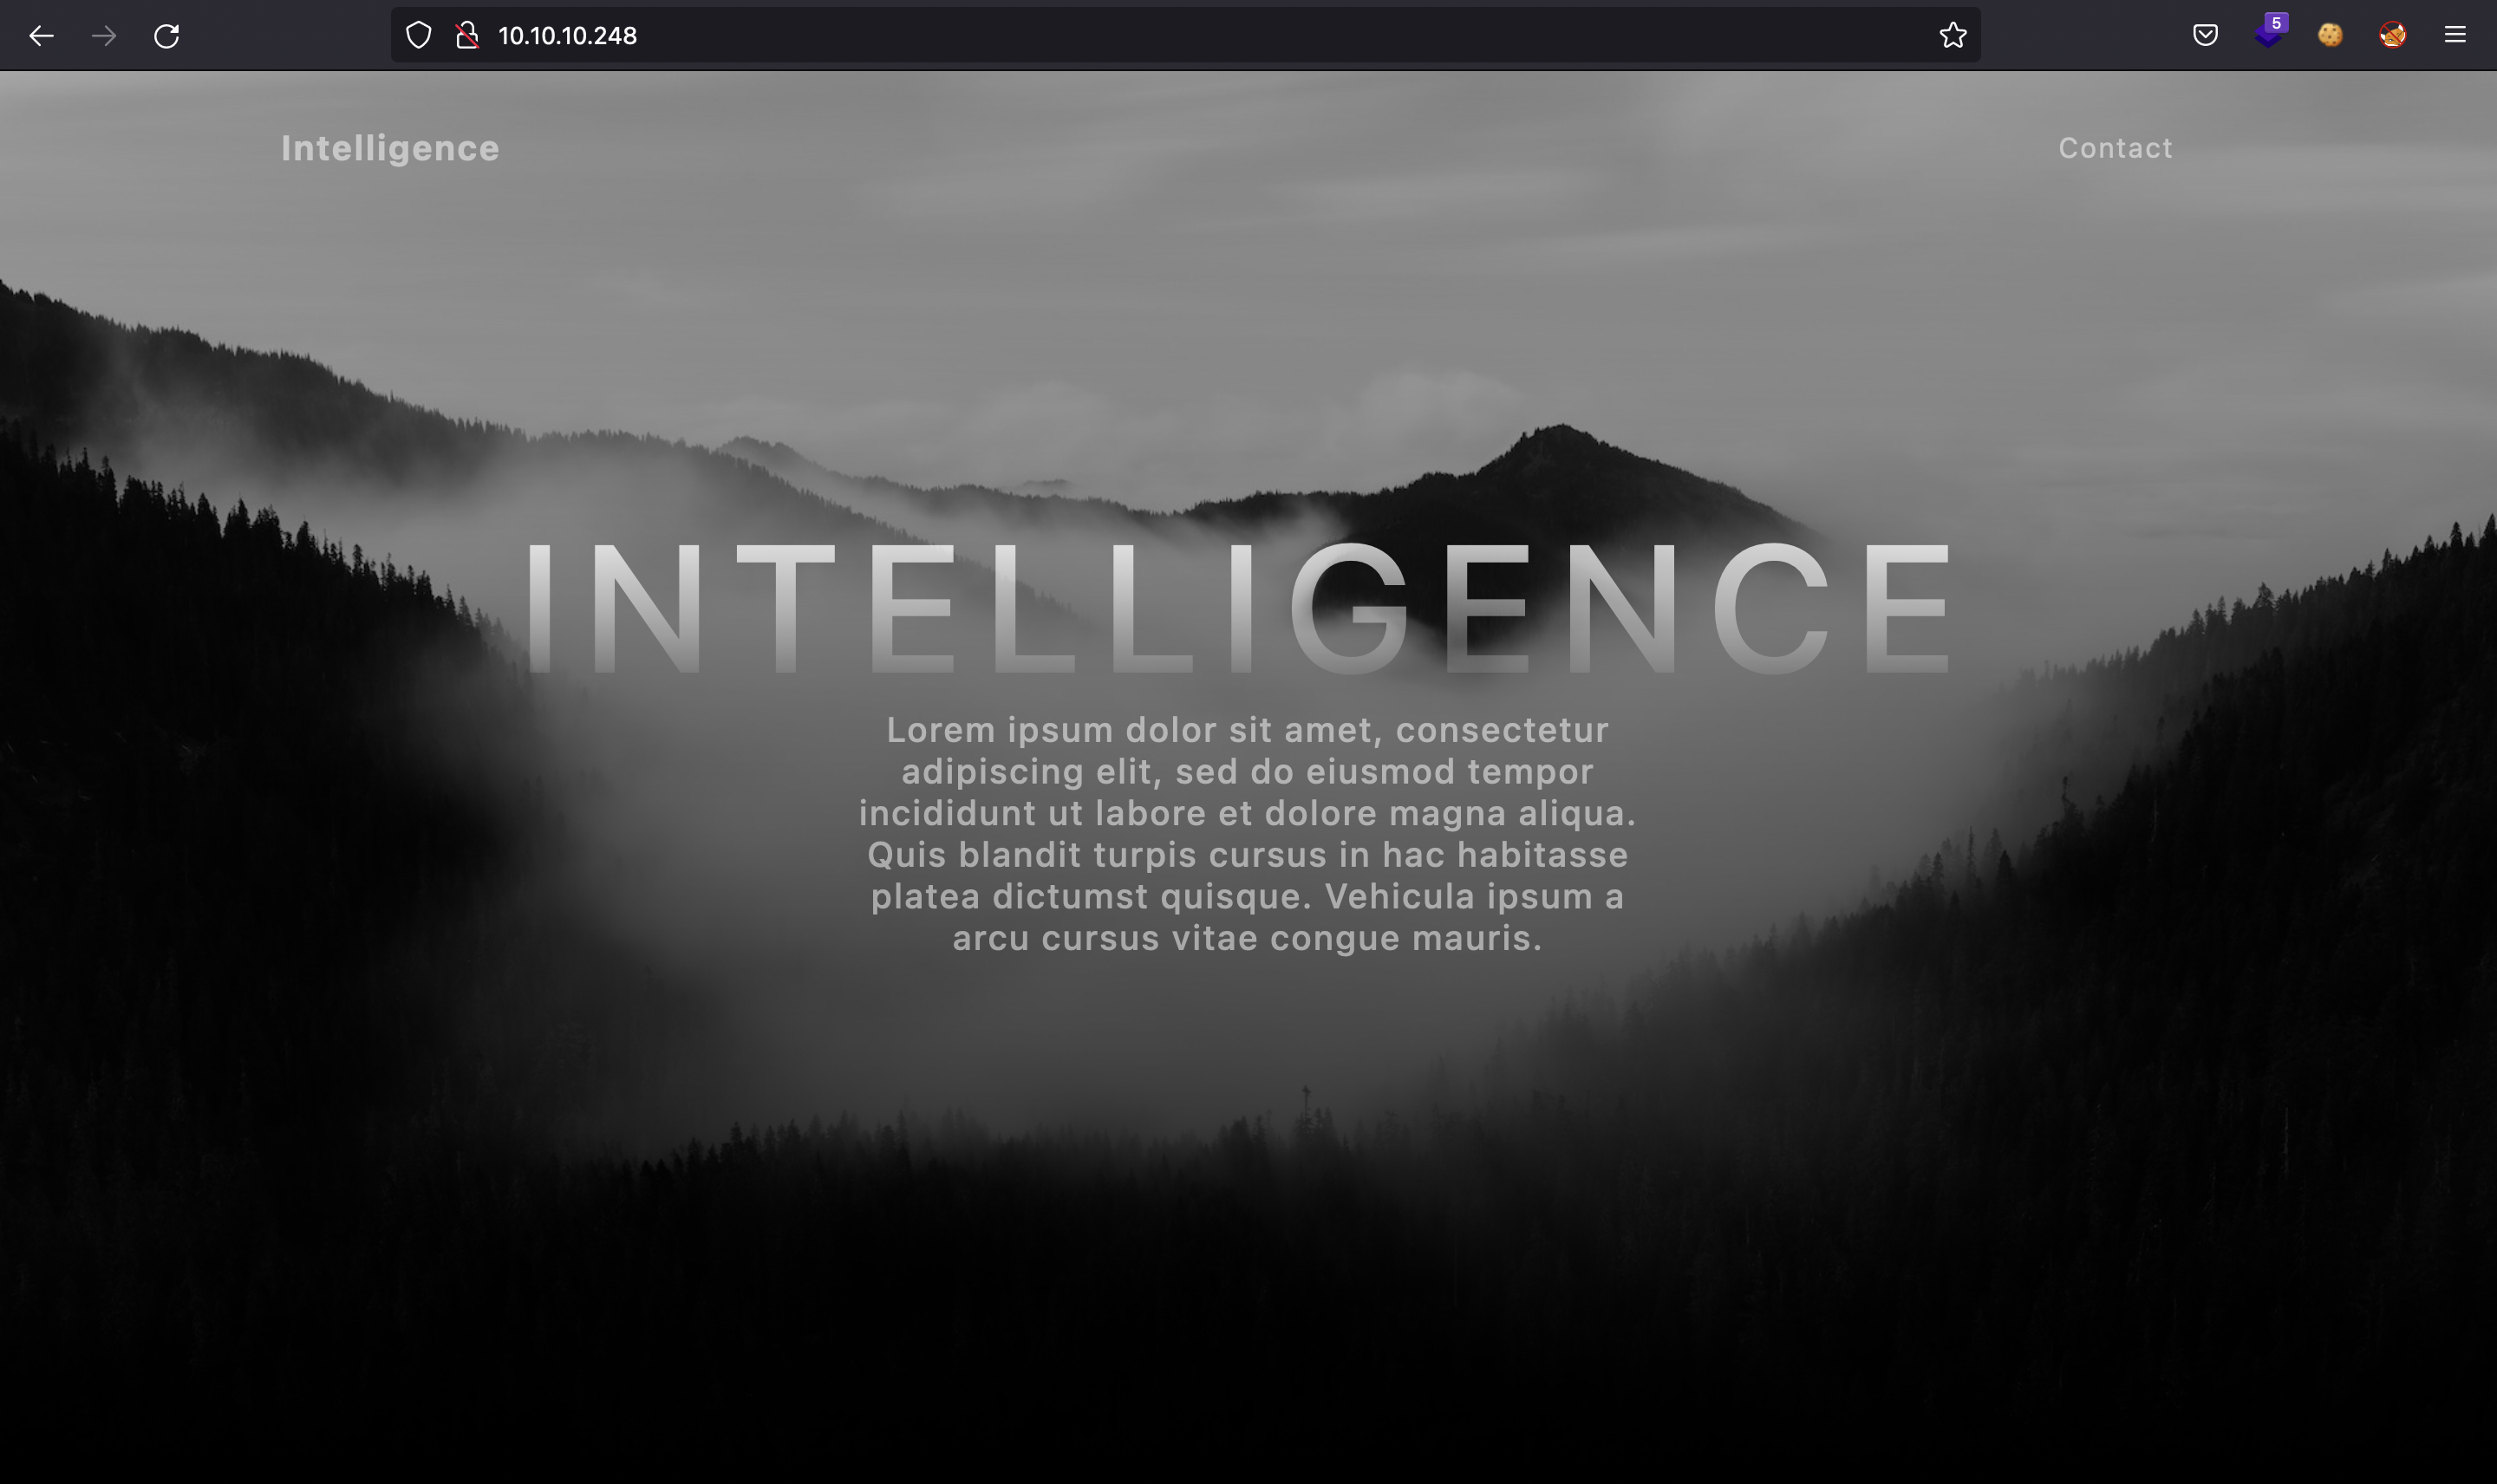 10.10.10.248
5
Intelligence
Contact
INTELLIGENCE
Lorem ipsum dolor sit amet, consectetur
adipiscing elit, sed do eiusmod tempor
incididunt ut labore et dolore magna aliqua.
Quis blandit turpis cursus in hac habitasse
platea dictumst quisque. Vehicula ipsum a
arcu cursus vitae congue mauris.